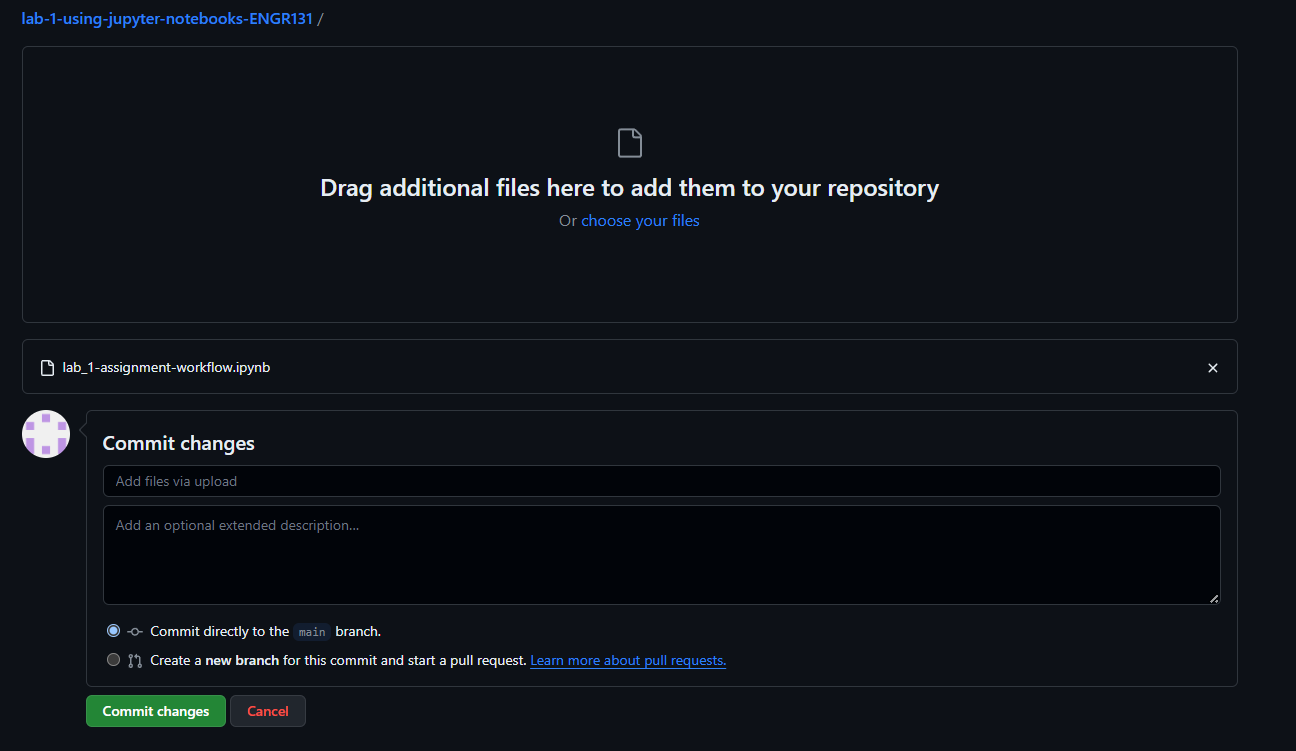 lab-1-using-jupyter-notebooks-ENGR131 /
Drag additional files here to add them to your repository
Or choose your files
lab_1-assignment-workflow.ipynb
Commit changes
Add files via upload
Add an optional extended description...
Commit directly to the main branch.
Create a new branch for this commit and start a pull request. Learn more about pull requests.
Commit changes Cancel